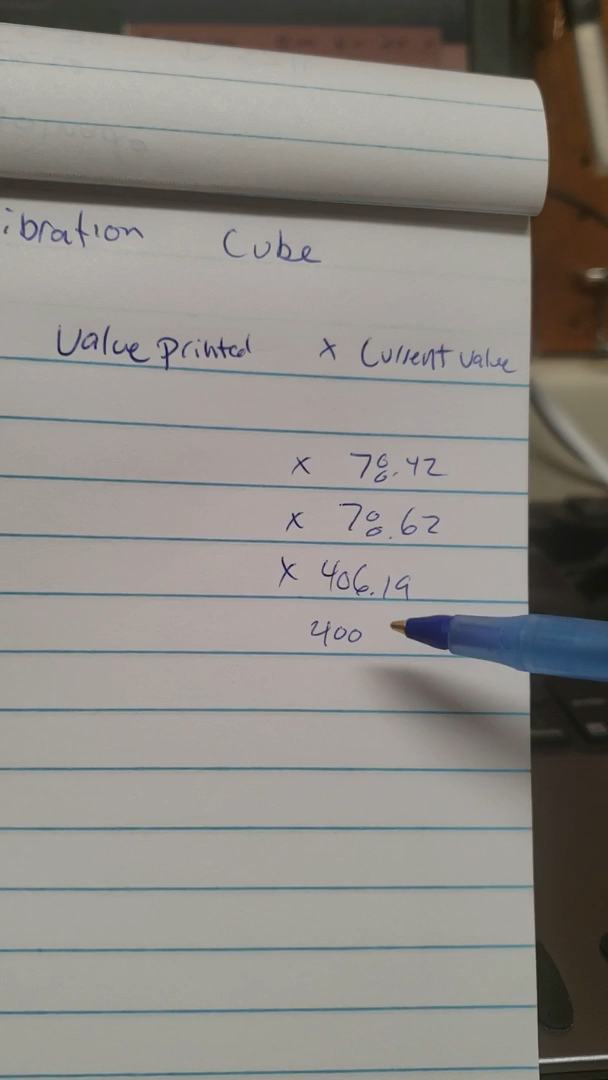 ibration Cube
Value printed x Current value
x 78.42
x 78.62
x 406.19
400